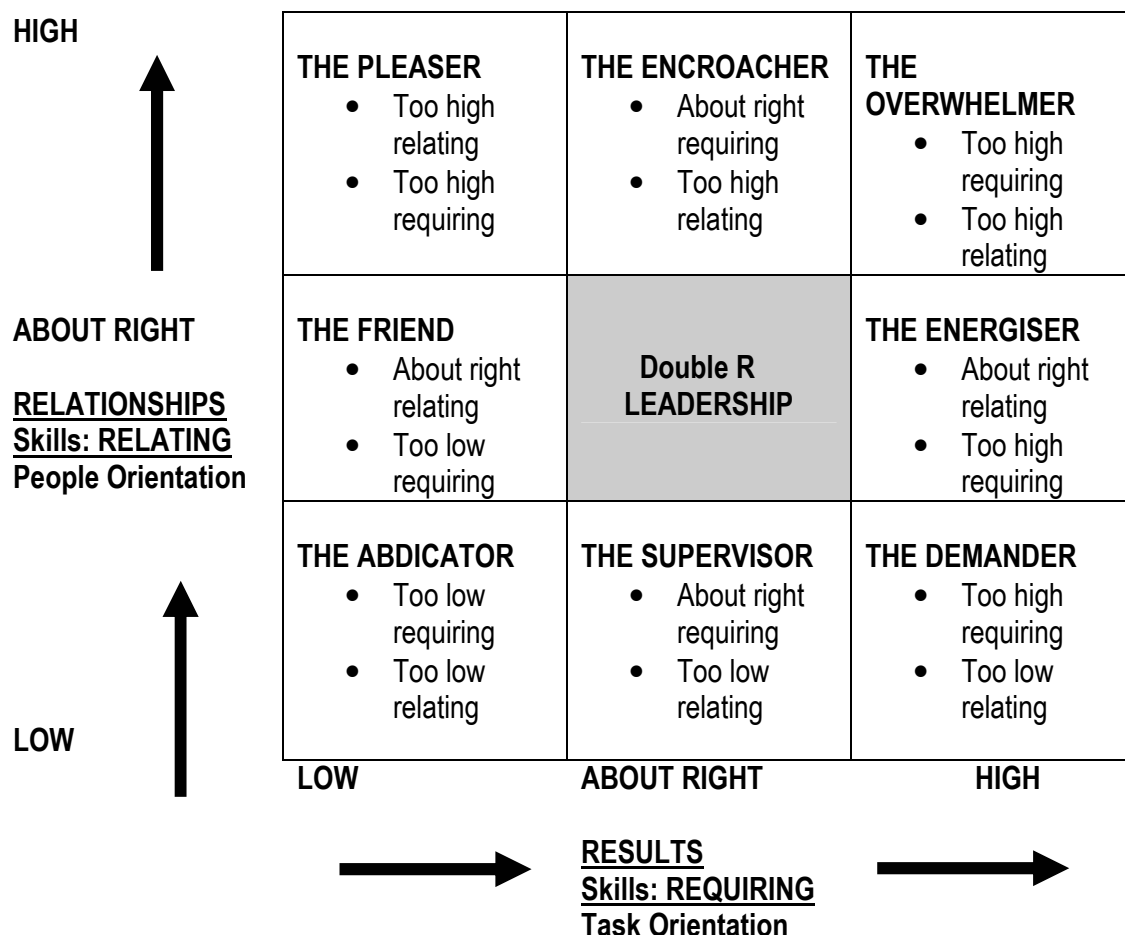 HIGH
THE PLEASER
• Too high
relating
• Too high
requiring
THE ENCROACHER
• About right
requiring
• Too high
relating
THE
OVERWHELMER
• Too high
requiring
• Too high
relating
ABOUT RIGHT
RELATIONSHIPS
Skills: RELATING
People Orientation
THE FRIEND
• About right
relating
• Too low
requiring
Double R
LEADERSHIP
THE ENERGISER
• About right
relating
• Too high
requiring
THE ABDICATOR
• Too low
requiring
• Too low
relating
THE SUPERVISOR
• About right
requiring
• Too low
relating
THE DEMANDER
• Too high
requiring
• Too low
relating
LOW
LOW
ABOUT RIGHT
HIGH
RESULTS
Skills: REQUIRING
Task Orientation